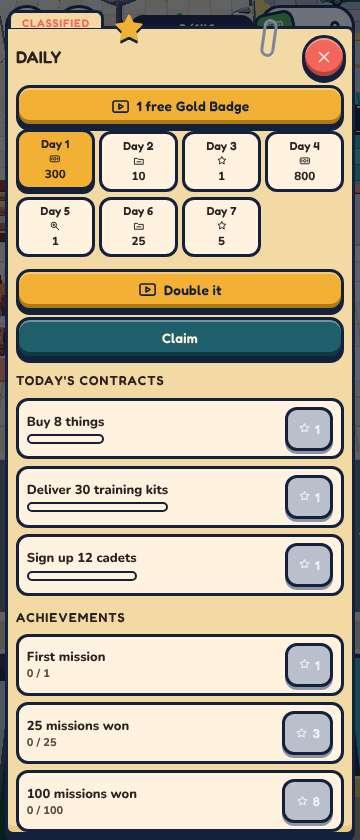 CLASSIFIED
DAILY
1 free Gold Badge
Day 1
300
Day 2
10
Day 3
1
Day 4
800
Day 5
1
Day 6
25
Day 7
5
Double it
Claim
TODAY'S CONTRACTS
Buy 8 things
1
Deliver 30 training kits
1
Sign up 12 cadets
1
ACHIEVEMENTS
First mission
0 / 1
1
25 missions won
0 / 25
3
100 missions won
0 / 100
8